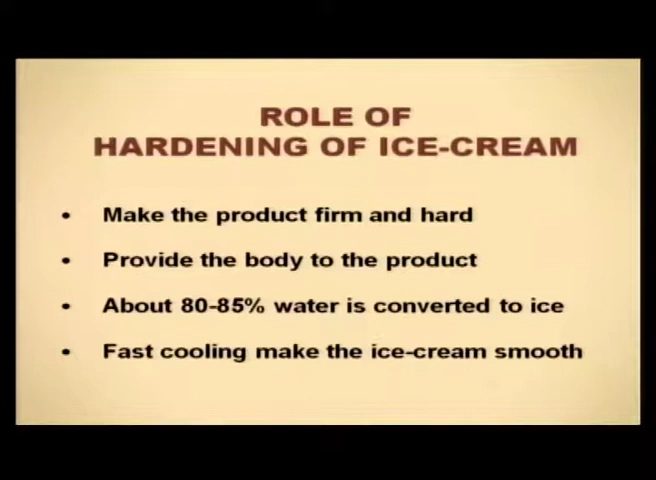 ROLE OF
HARDENING OF ICE-CREAM
• Make the product firm and hard
• Provide the body to the product
• About 80-85% water is converted to ice
• Fast cooling make the ice-cream smooth